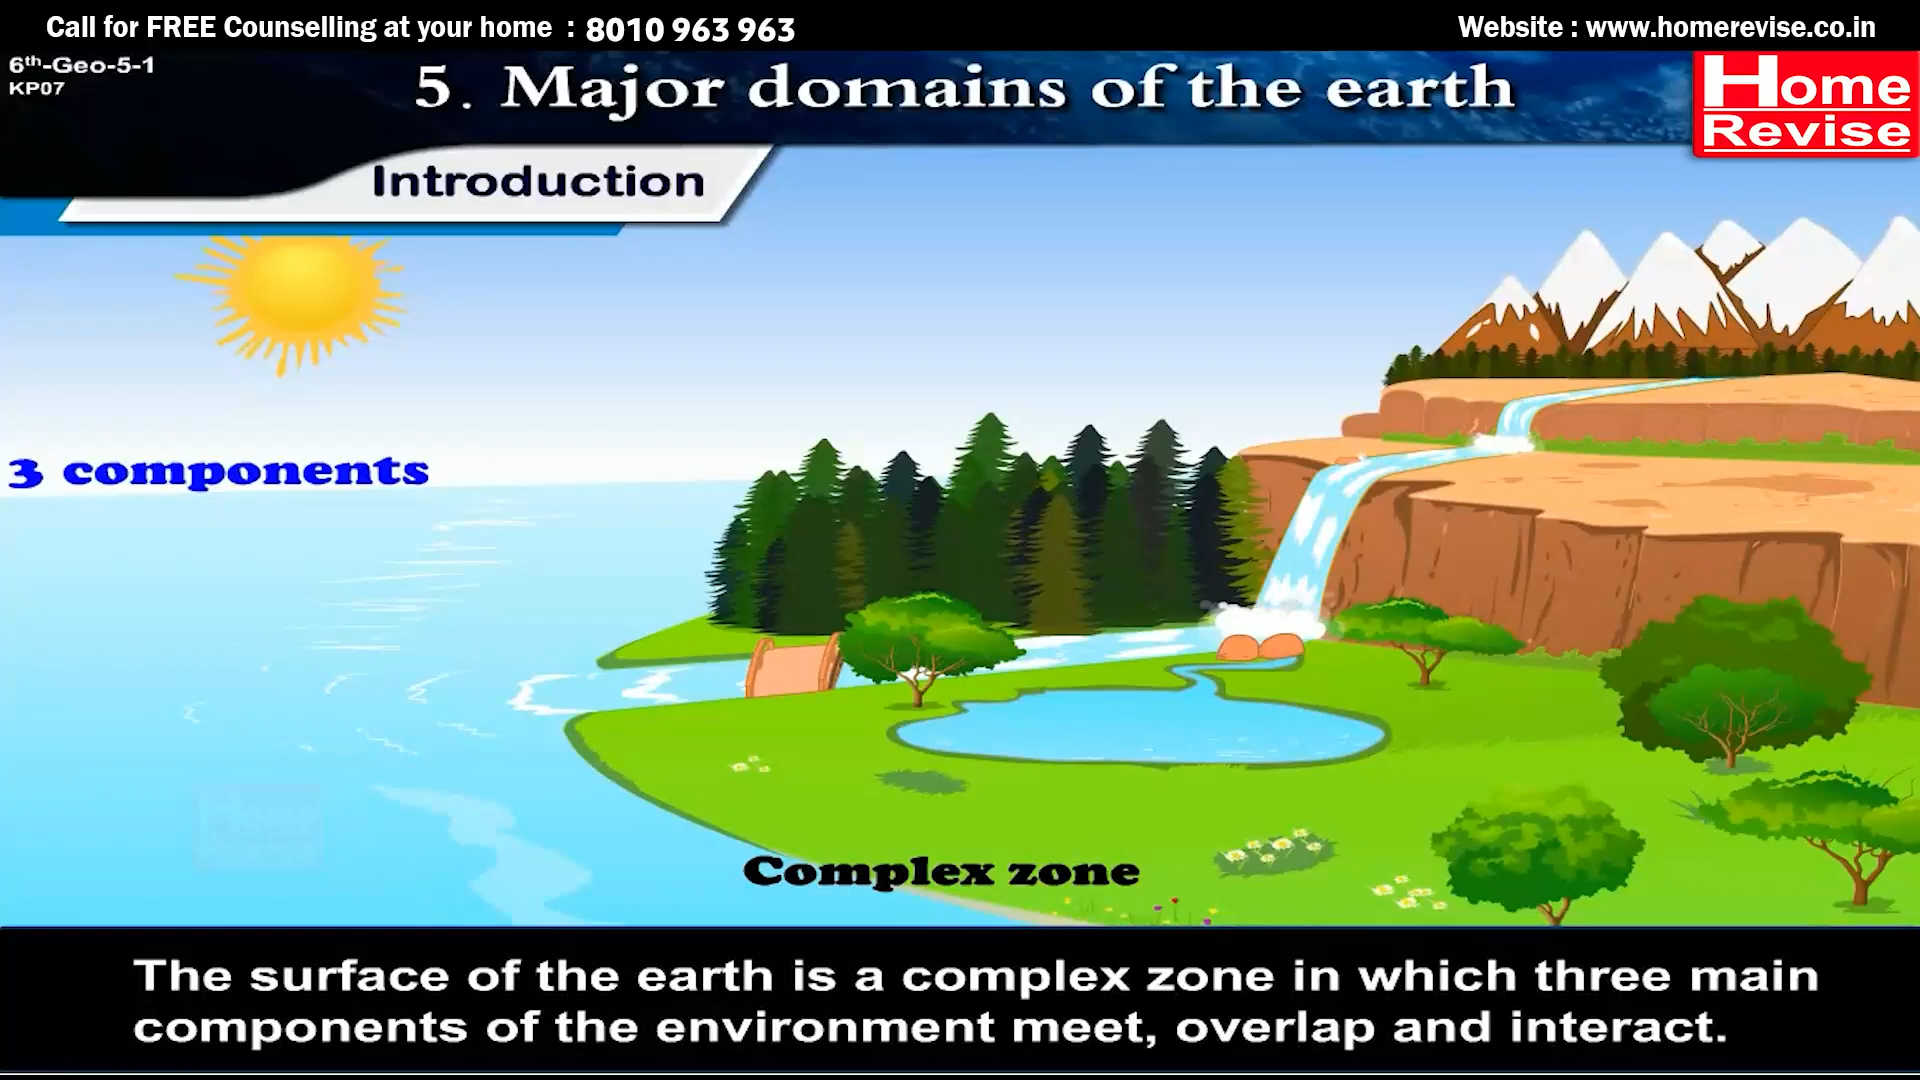 Call for FREE Counselling at your home : 8010 963 963
Website : www.homerevise.co.in
6th-Geo-5-1
KP07
5. Major domains of the earth
Home
Revise
Introduction
3 components
Home
Revise
Complex zone
The surface of the earth is a complex zone in which three main
components of the environment meet, overlap and interact.